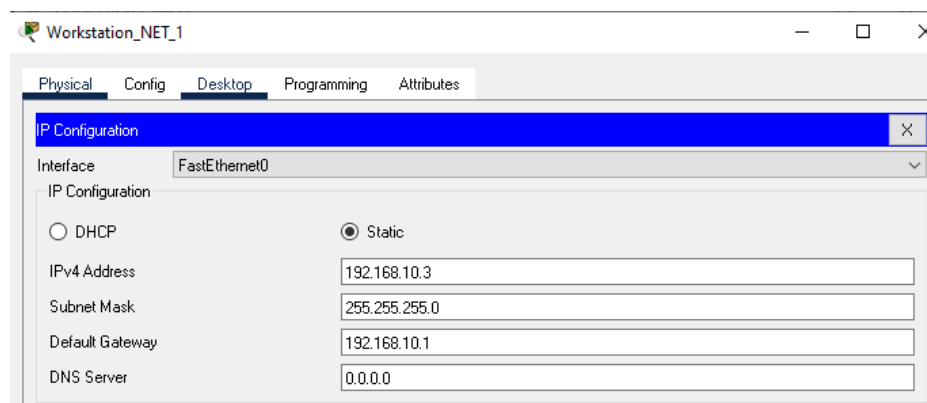 Workstation_NET_1
Physical Config Desktop Programming Attributes
IP Configuration X
Interface FastEthernet0
IP Configuration
DHCP Static
IPv4 Address 192.168.10.3
Subnet Mask 255.255.255.0
Default Gateway 192.168.10.1
DNS Server 0.0.0.0